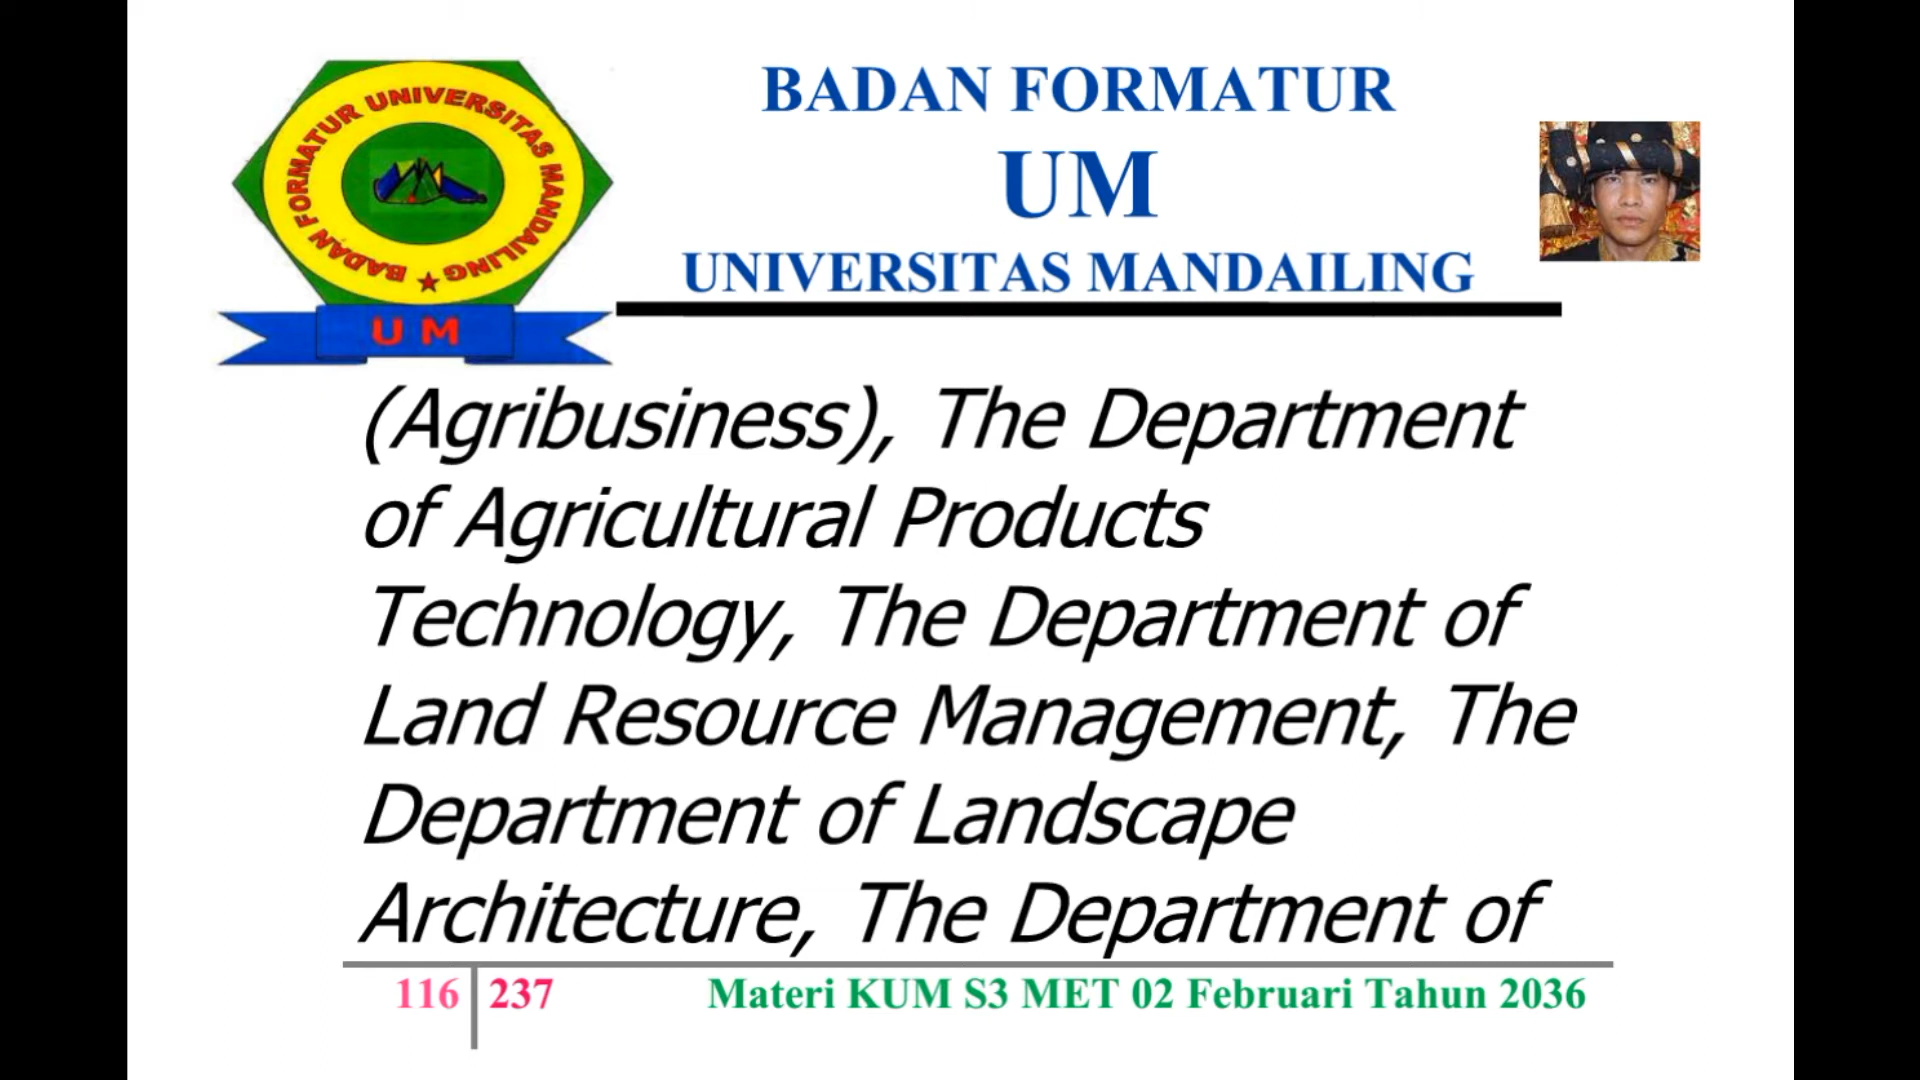 BADAN FORMATUR UNIVERSITAS MANDAILING
U M
BADAN FORMATUR
UM
UNIVERSITAS MANDAILING
(Agribusiness), The Department
of Agricultural Products
Technology, The Department of
Land Resource Management, The
Department of Landscape
Architecture, The Department of
116 237 Materi KUM S3 MET 02 Februari Tahun 2036